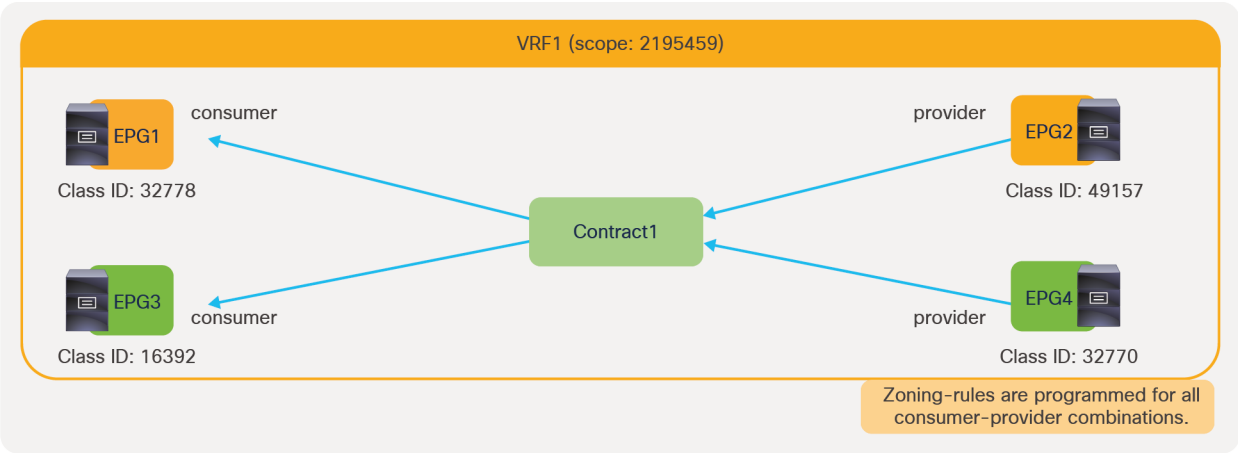 VRF1 (scope: 2195459)
EPG1
consumer
provider
EPG2
Class ID: 32778
Class ID: 49157
Contract1
EPG3
consumer
provider
EPG4
Class ID: 16392
Class ID: 32770
Zoning-rules are programmed for all
consumer-provider combinations.